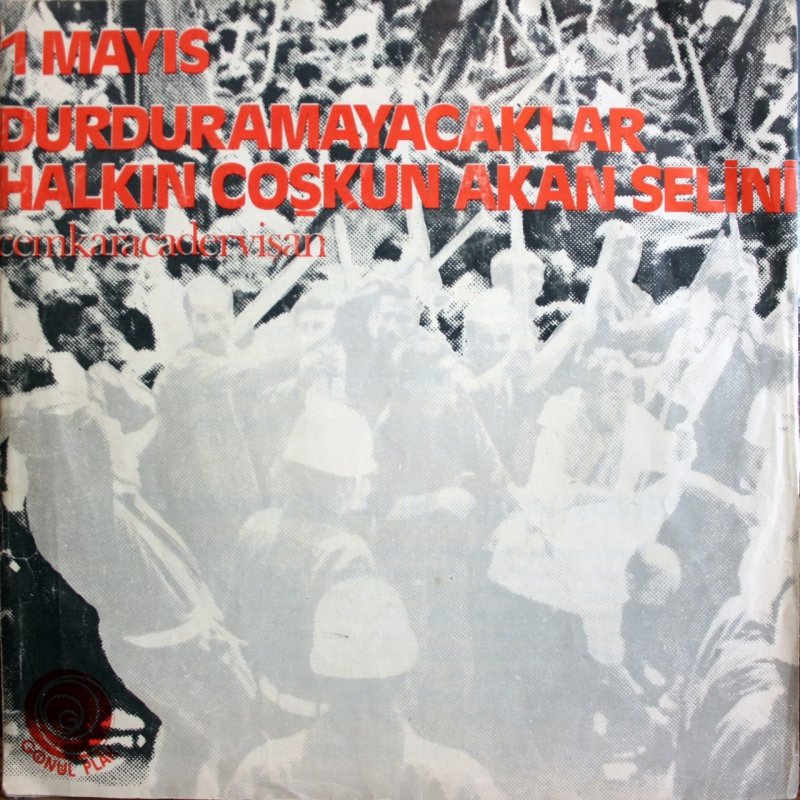 1 MAYIS
DURDURAMAYACAKLAR
HALKIN COŞKUN AKAN SELİNİ
cemkaracadervişan
G
GÖNÜL PLAK